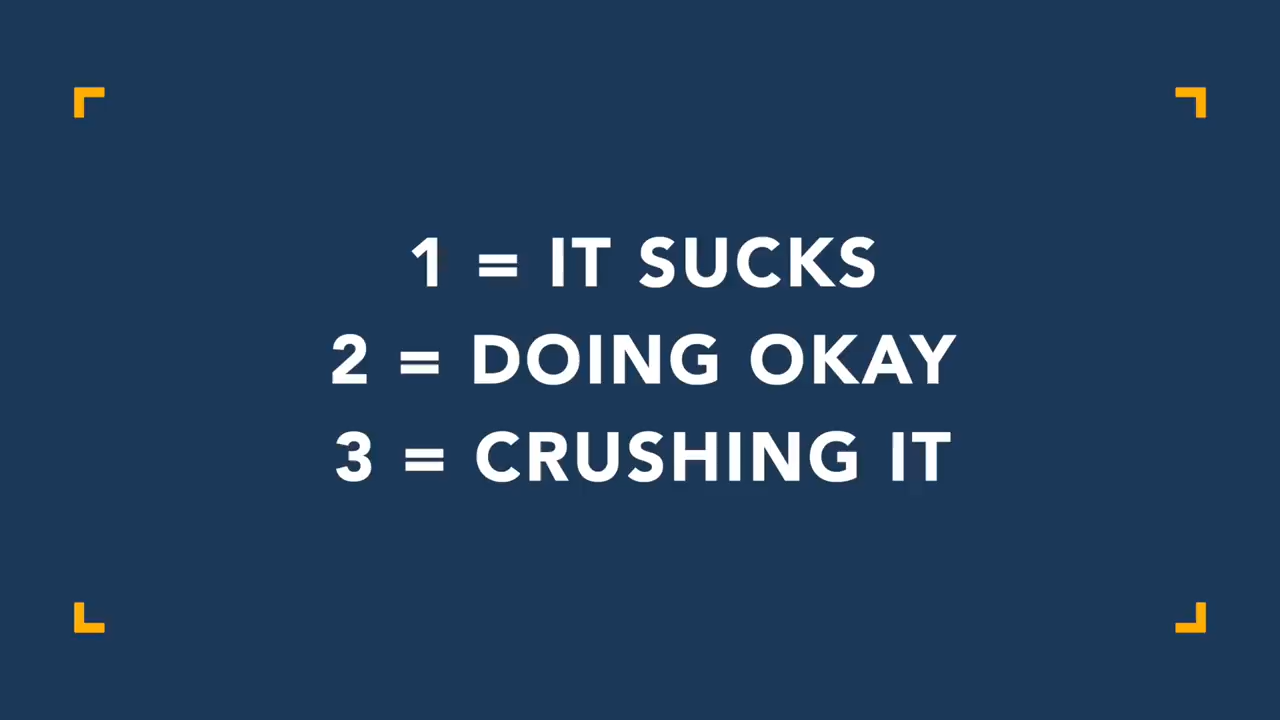 1 = IT SUCKS
2 = DOING OKAY
3 = CRUSHING IT